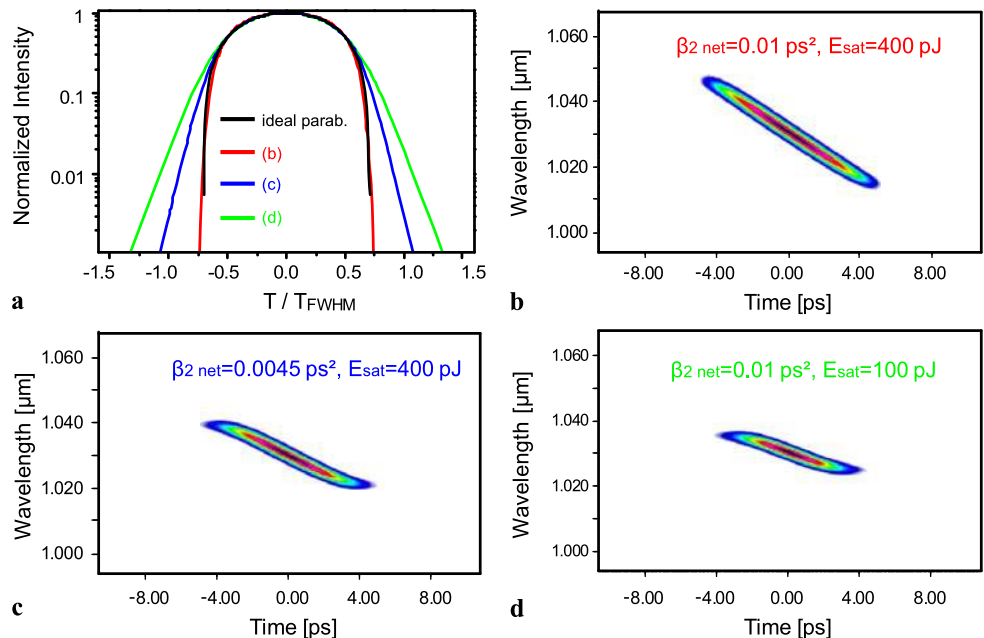 1
0.1
0.01
Normalized Intensity
ideal parab.
(b)
(c)
(d)
-1.5 -1.0 -0.5 0.0 0.5 1.0 1.5
T / TFWHM
a
1.060
1.040
1.020
1.000
Wavelength [µm]
β2 net=0.01 ps², Esat=400 pJ
-8.00 -4.00 0.00 4.00 8.00
Time [ps]
b
1.060
1.040
1.020
1.000
Wavelength [µm]
β2 net=0.0045 ps², Esat=400 pJ
-8.00 -4.00 0.00 4.00 8.00
Time [ps]
c
1.060
1.040
1.020
1.000
Wavelength [µm]
β2 net=0.01 ps², Esat=100 pJ
-8.00 -4.00 0.00 4.00 8.00
Time [ps]
d